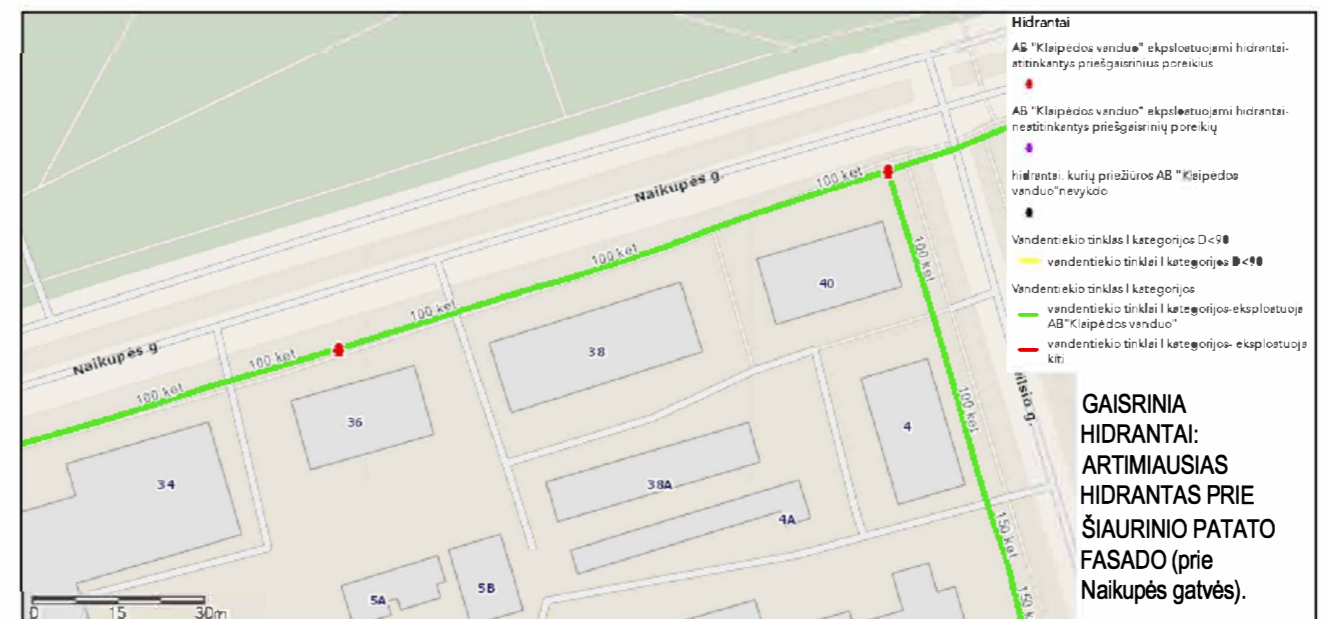 Hidrantai
AB "Klaipėdos vanduo" ekpsloatuojami hidrantai-
atitinkantys priešgaisrinius poreikius
AB "Klaipėdos vanduo" ekpsloatuojami hidrantai-
neatitinkantys priešgaisrinių poreikių
hidrantai, kurių priežiūros AB "Klaipėdos
vanduo"nevykdo
Vandentiekio tinklas I kategorijos D<90
vandentiekio tinklai I kategorijos D<90
Vandentiekio tinklas I kategorijos
vandentiekio tinklai I kategorijos-eksploatuoja
AB"Klaipėdos vanduo"
vandentiekio tinklai I kategorijos- eksploatuoja
kiti
GAISRINIA
HIDRANTAI:
ARTIMIAUSIAS
HIDRANTAS PRIE
ŠIAURINIO PATATO
FASADO (prie
Naikupės gatvės).
Naikupės g.
100 ket
100 ket
100 ket
100 ket
100 ket
Naikupės g.
100 ket
100 ket
150 ket
150 k
40
38
36
34
4
38A
4A
5B
5A
0 15 30m